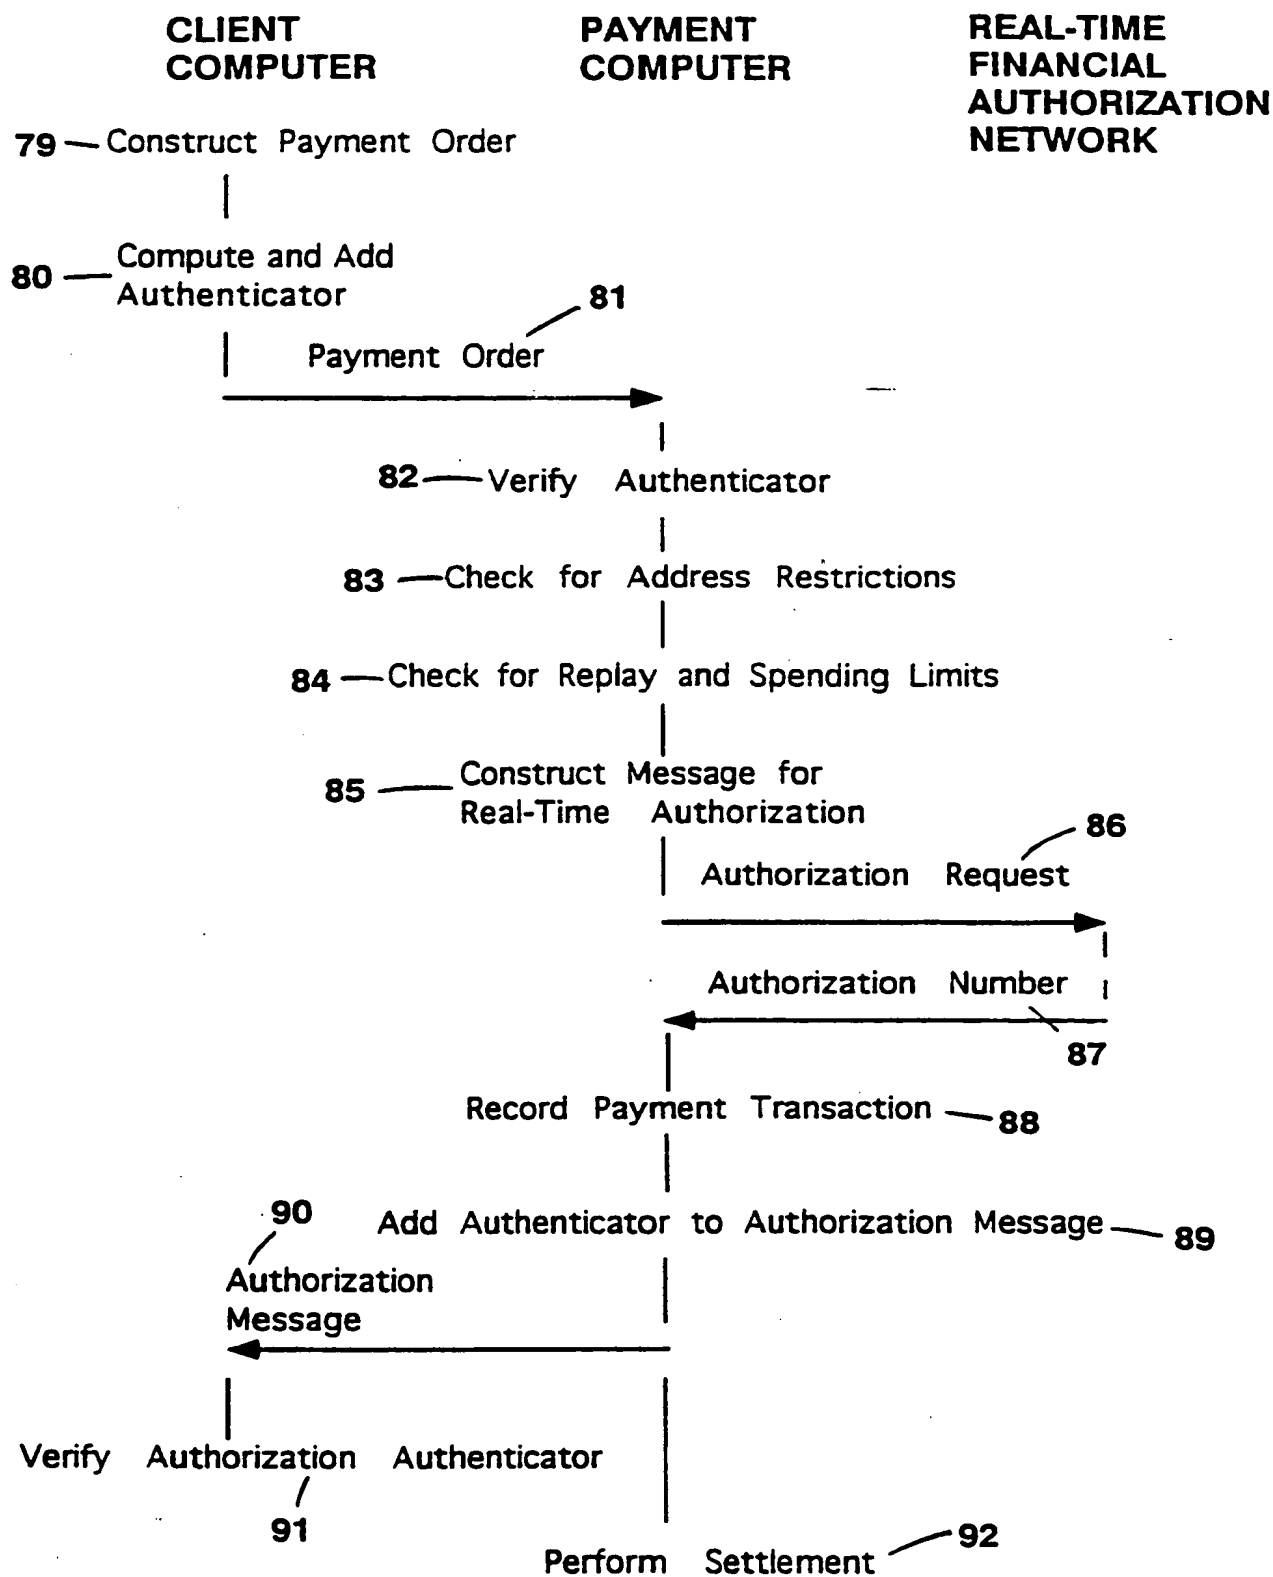 CLIENT
COMPUTER
PAYMENT
COMPUTER
REAL-TIME
FINANCIAL
AUTHORIZATION
NETWORK
79 Construct Payment Order
80 Compute and Add
Authenticator
81
Payment Order
82 Verify Authenticator
83 Check for Address Restrictions
84 Check for Replay and Spending Limits
85 Construct Message for
Real-Time Authorization
86
Authorization Request
Authorization Number
87
Record Payment Transaction 88
90
Add Authenticator to Authorization Message 89
Authorization
Message
Verify Authorization Authenticator
91
92
Perform Settlement